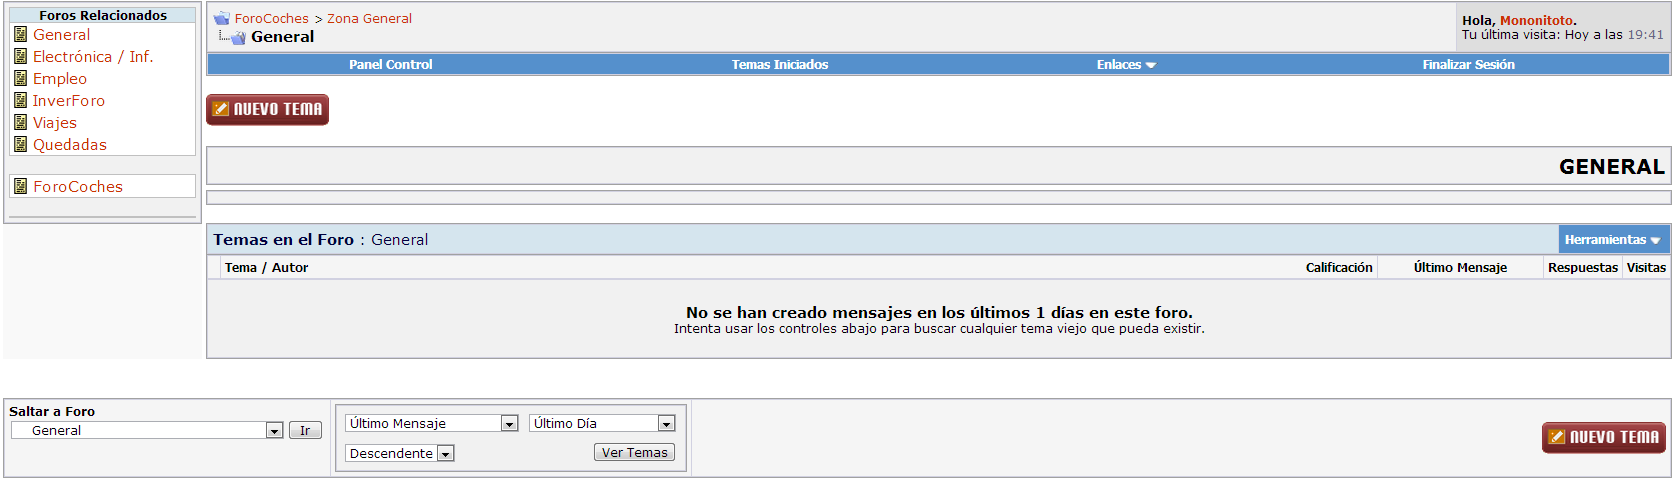 Foros Relacionados
General
Electrónica / Inf.
Empleo
InverForo
Viajes
Quedadas
ForoCoches
ForoCoches > Zona General
General
Hola, Mononitoto.
Tu última visita: Hoy a las 19:41
Panel Control Temas Iniciados Enlaces Finalizar Sesión
NUEVO TEMA
GENERAL
Temas en el Foro : General Herramientas
Tema / Autor Calificación Último Mensaje Respuestas Visitas
No se han creado mensajes en los últimos 1 días en este foro.
Intenta usar los controles abajo para buscar cualquier tema viejo que pueda existir.
Saltar a Foro
General Ir
Último Mensaje Último Día
Descendente Ver Temas
NUEVO TEMA